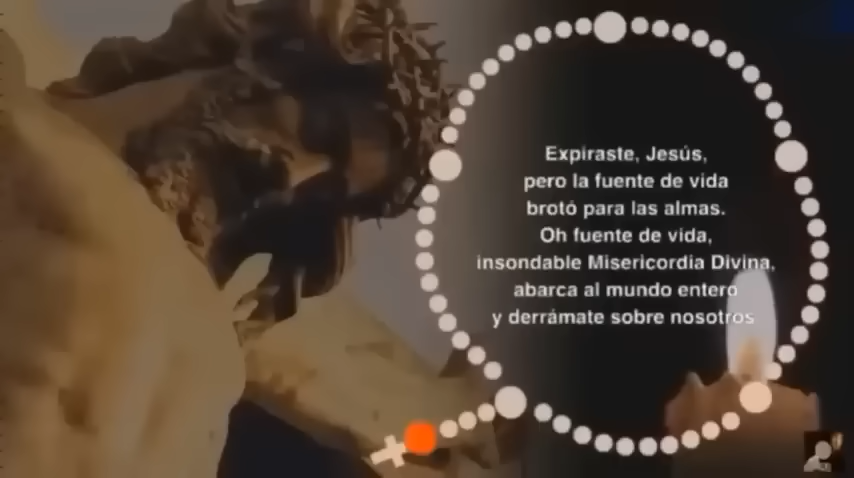 Expiraste, Jesús,
pero la fuente de vida
brotó para las almas.
Oh fuente de vida,
insondable Misericordia Divina,
abarca al mundo entero
y derrámate sobre nosotros